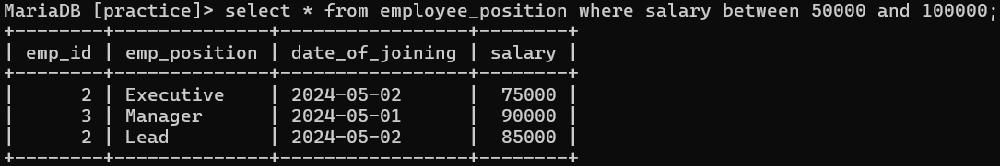 MariaDB [practice]> select * from employee_position where salary between 50000 and 100000;
+--------+--------------+-----------------+--------+
| emp_id | emp_position | date_of_joining | salary |
+--------+--------------+-----------------+--------+
|      2 | Executive    | 2024-05-02      |  75000 |
|      3 | Manager      | 2024-05-01      |  90000 |
|      2 | Lead         | 2024-05-02      |  85000 |
+--------+--------------+-----------------+--------+